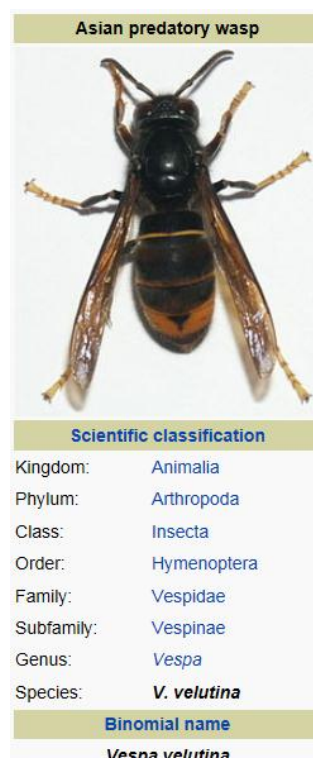 Asian predatory wasp
Scientific classification
Kingdom: Animalia
Phylum: Arthropoda
Class: Insecta
Order: Hymenoptera
Family: Vespidae
Subfamily: Vespinae
Genus: Vespa
Species: V. velutina
Binomial name
Vespa velutina